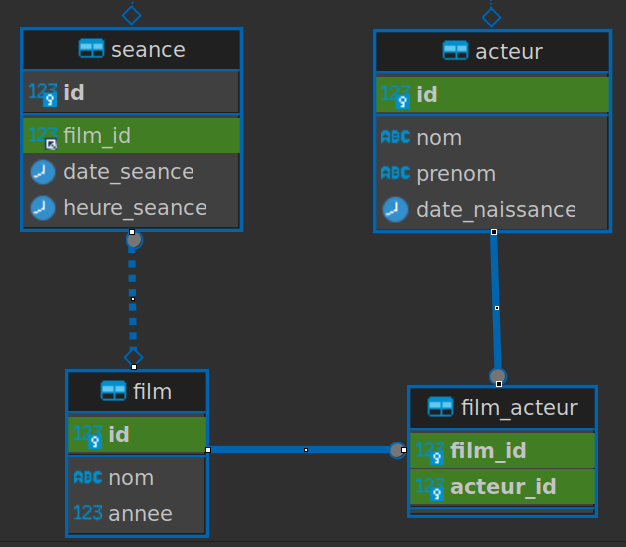 seance
123 id
123 film_id
date_seance
heure_seance
acteur
123 id
ABC nom
ABC prenom
date_naissance
film
123 id
ABC nom
123 annee
film_acteur
123 film_id
123 acteur_id